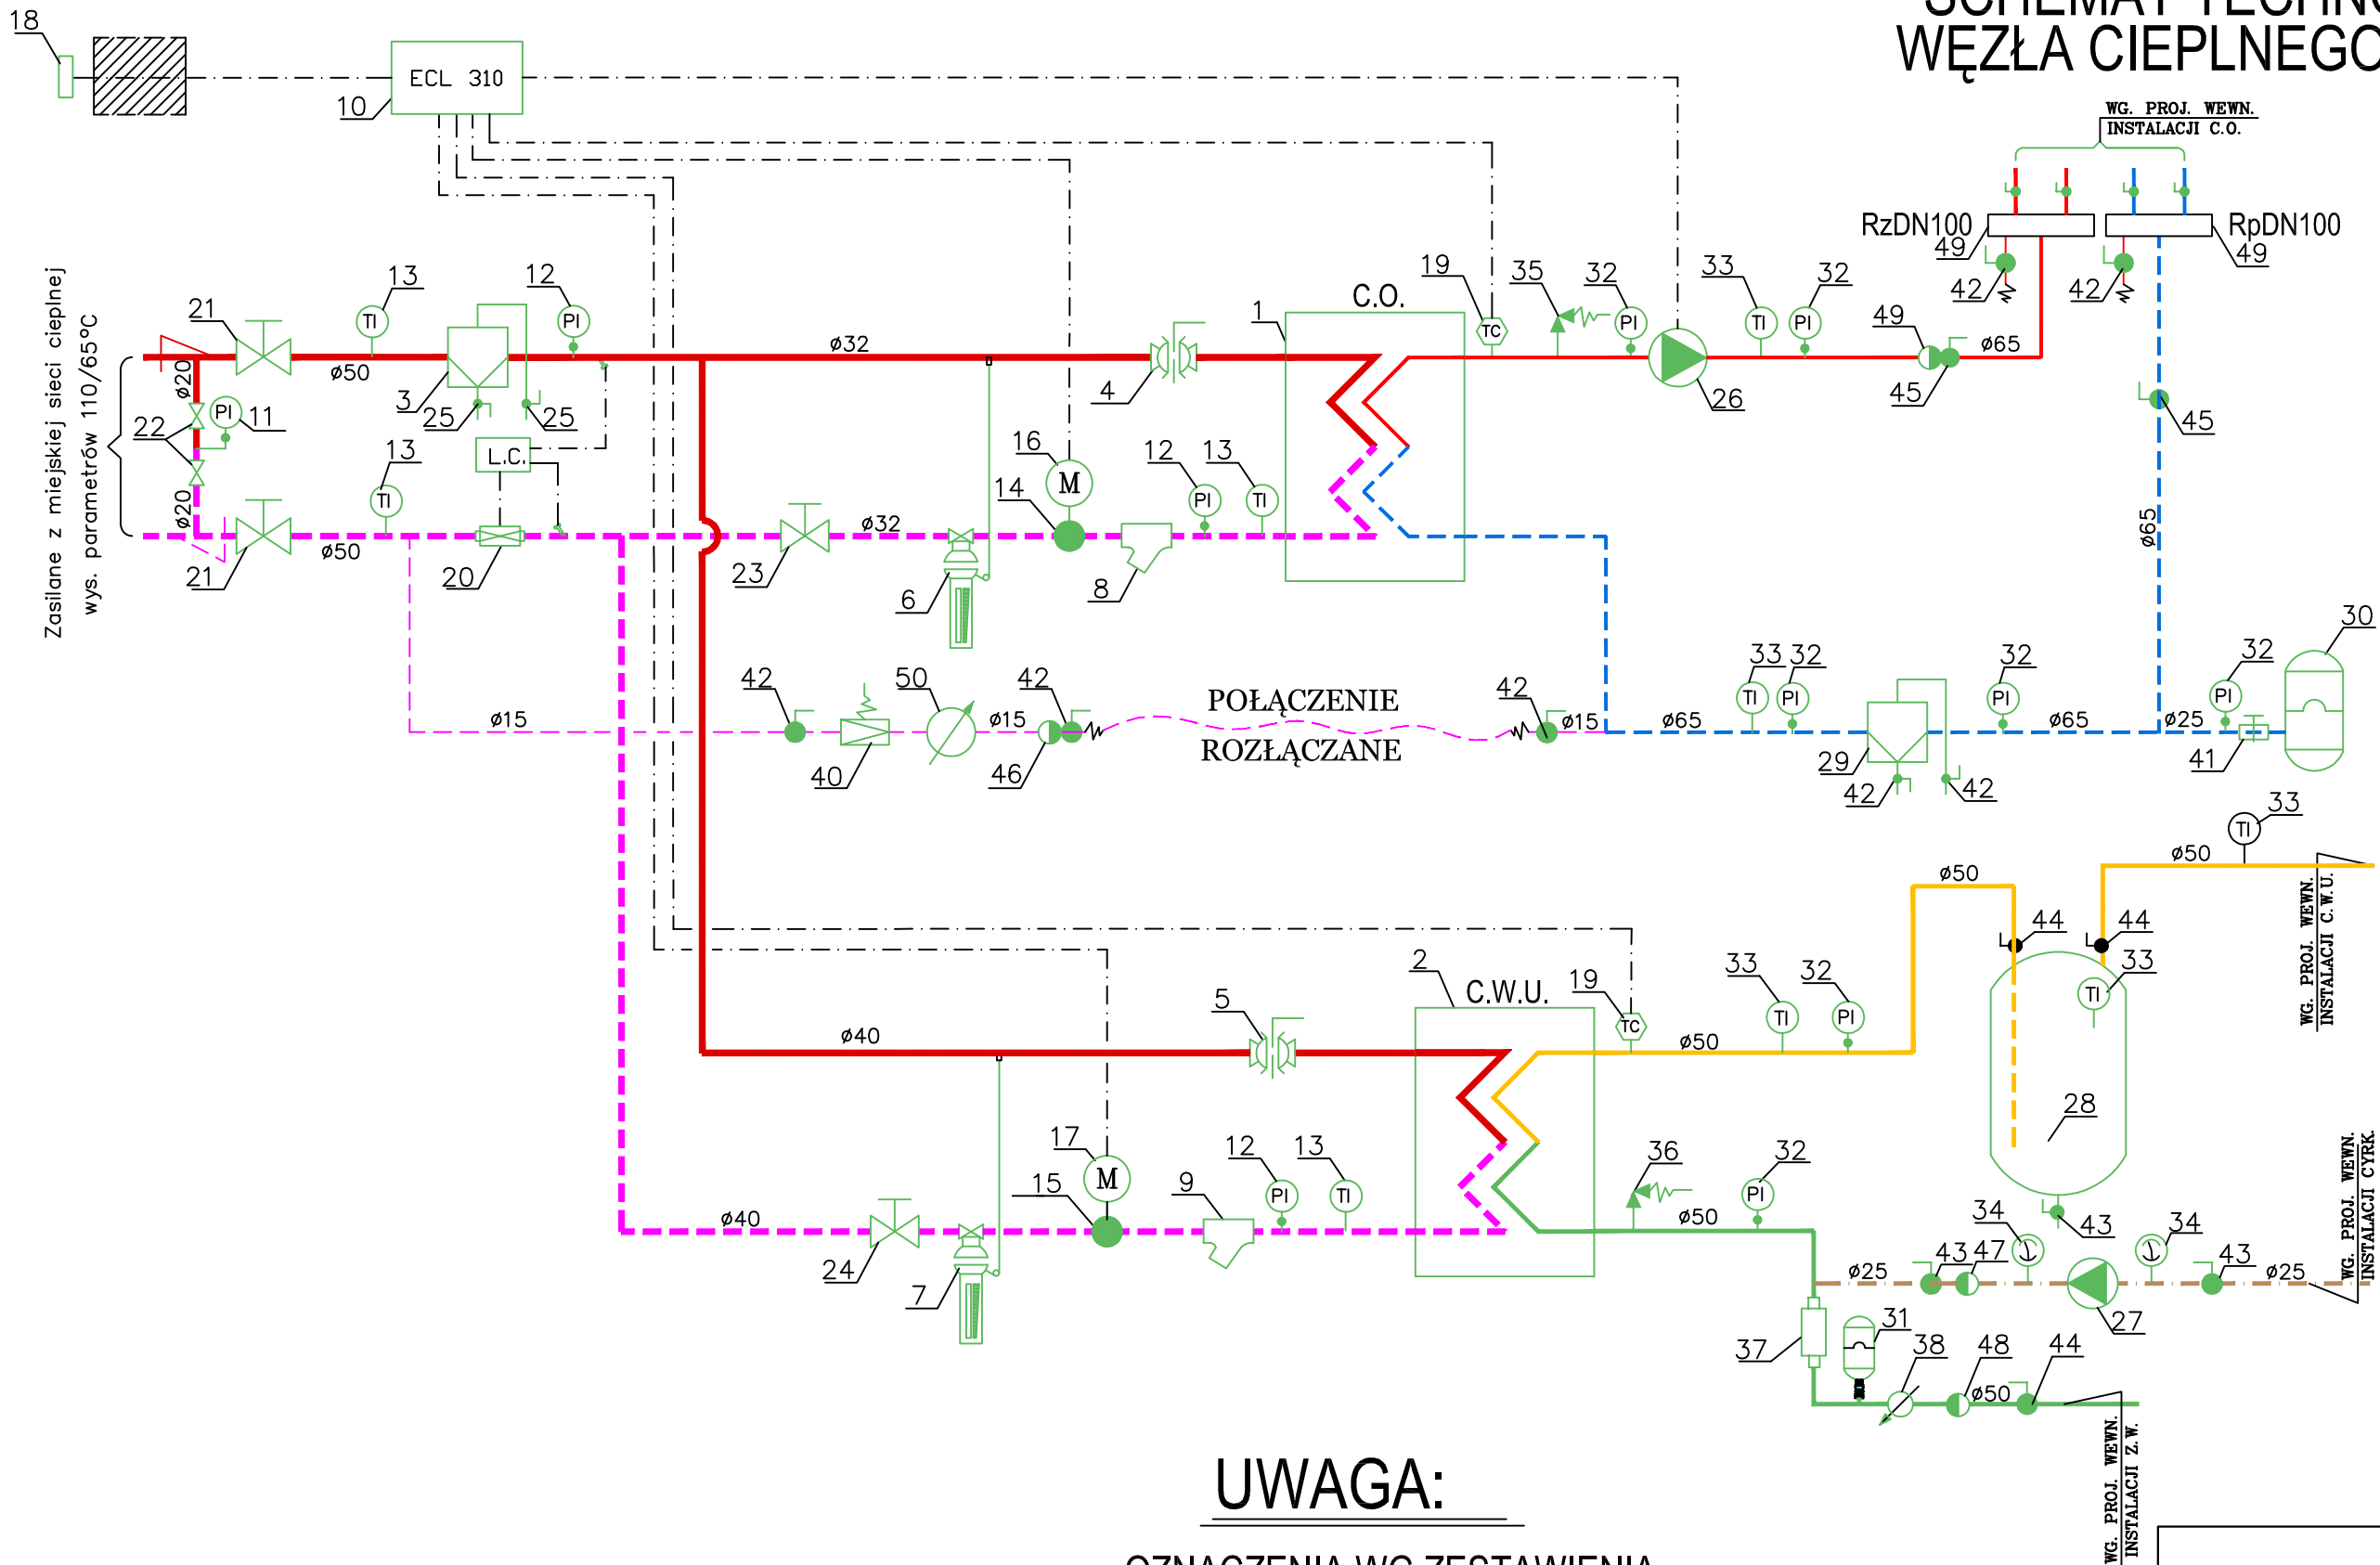 SCHEMAT TECHNO
WĘZŁA CIEPLNEGO
18
ECL 310
10
WG. PROJ. WEWN.
INSTALACJI C.O.
RzDN100
RpDN100
49
49
42
42
Zasilane z miejskiej sieci cieplnej
wys. parametrów 110/65°C
21
13
TI
12
PI
ø50
3
25
25
ø32
4
1
C.O.
19
TC
35
32
PI
33
TI
32
PI
26
49
45
ø65
ø20
22
PI
11
ø20
13
TI
L.C.
21
ø50
20
23
ø32
6
16
M
14
12
PI
13
TI
8
45
ø65
ø15
42
40
50
ø15
42
46
POŁĄCZENIE
ROZŁĄCZANE
42
ø15
ø65
33
TI
32
PI
29
42
42
32
PI
ø65
ø25
32
PI
41
30
33
TI
ø50
ø50
WG. PROJ. WEWN.
INSTALACJI C.W.U.
44
44
33
TI
28
2
C.W.U.
19
TC
33
TI
32
PI
ø50
ø40
5
17
M
15
12
PI
13
TI
9
ø40
24
7
36
32
PI
ø50
43
34
34
ø25
43
47
27
43
ø25
WG. PROJ. WEWN.
INSTALACJI CYRK.
37
31
38
48
ø50
44
WG. PROJ. WEWN.
INSTALACJI Z.W.
UWAGA:
OZNACZENIA WG ZESTAWIENIA